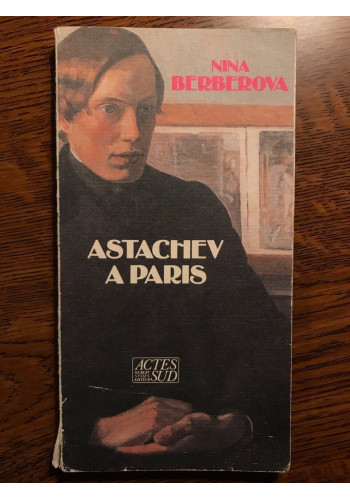 NINA
BERBEROVA
ASTACHEV
A PARIS
ACTES
SUD